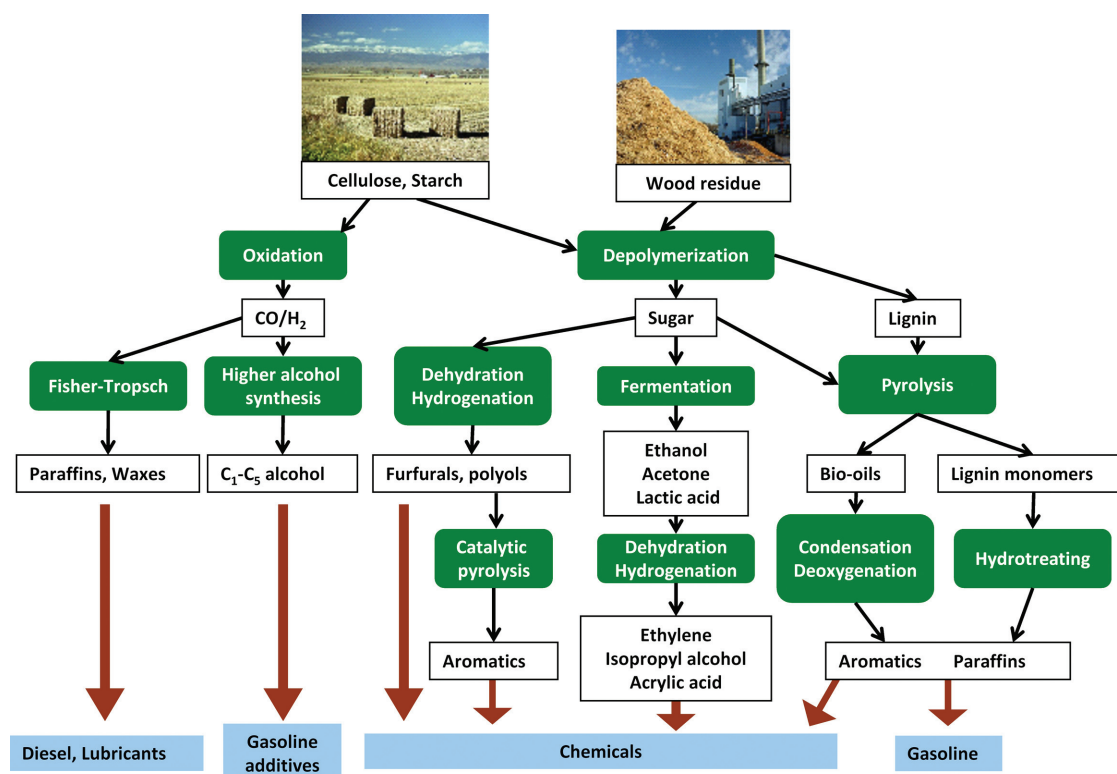 Cellulose, Starch
Wood residue
Oxidation
Depolymerization
CO/H₂
Sugar
Lignin
Fisher-Tropsch
Higher alcohol
synthesis
Dehydration
Hydrogenation
Fermentation
Pyrolysis
Paraffins, Waxes
C₁-C₅ alcohol
Furfurals, polyols
Ethanol
Acetone
Lactic acid
Bio-oils
Lignin monomers
Catalytic
pyrolysis
Dehydration
Hydrogenation
Condensation
Deoxygenation
Hydrotreating
Aromatics
Ethylene
Isopropyl alcohol
Acrylic acid
Aromatics Paraffins
Diesel, Lubricants
Gasoline
additives
Chemicals
Gasoline